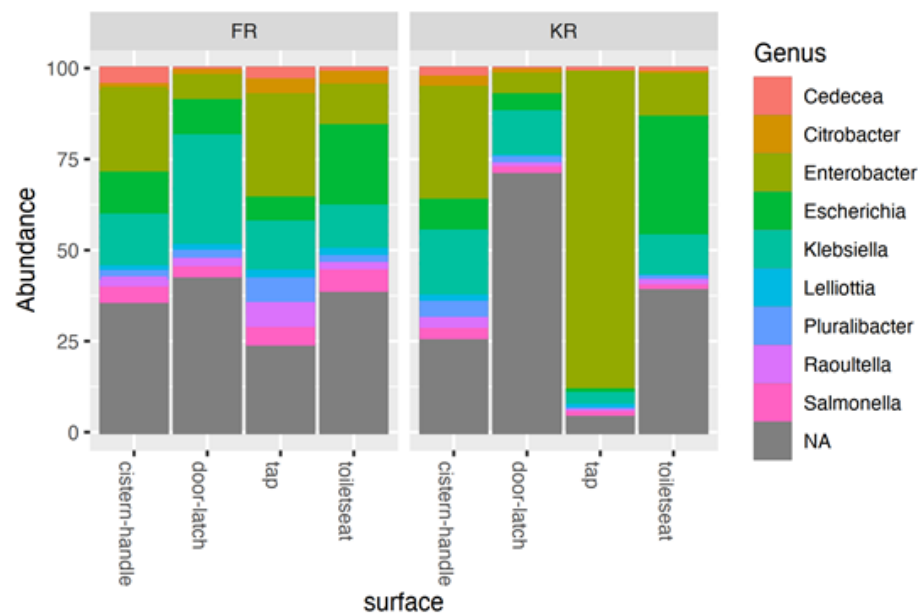 FR KR
Genus
100
75
50
25
0
Abundance
Cedecea
Citrobacter
Enterobacter
Escherichia
Klebsiella
Lelliottia
Pluralibacter
Raoultella
Salmonella
NA
cistern-handle
door-latch
tap
toiletseat
cistern-handle
door-latch
tap
toiletseat
surface